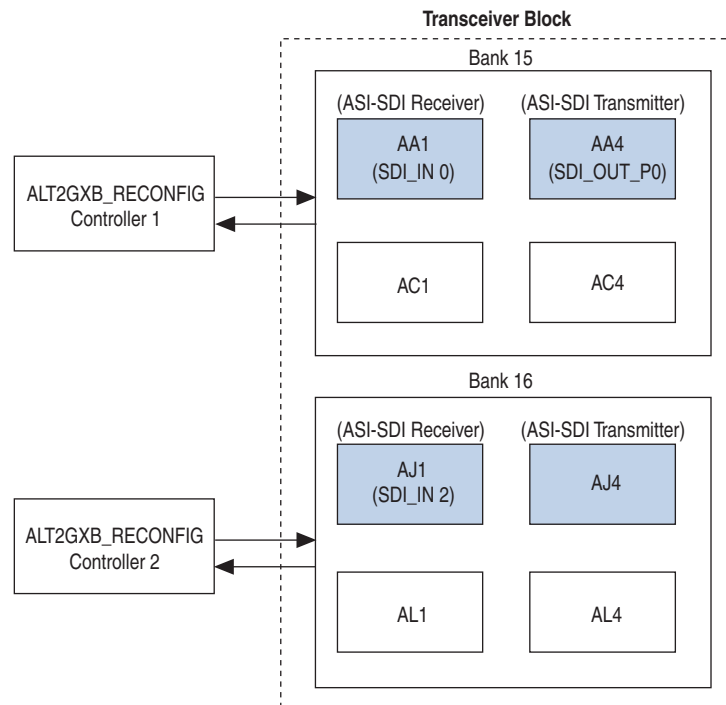 Transceiver Block
Bank 15
(ASI-SDI Receiver)
(ASI-SDI Transmitter)
AA1
(SDI_IN 0)
AA4
(SDI_OUT_P0)
ALT2GXB_RECONFIG
Controller 1
AC1
AC4
Bank 16
(ASI-SDI Receiver)
(ASI-SDI Transmitter)
AJ1
(SDI_IN 2)
AJ4
ALT2GXB_RECONFIG
Controller 2
AL1
AL4